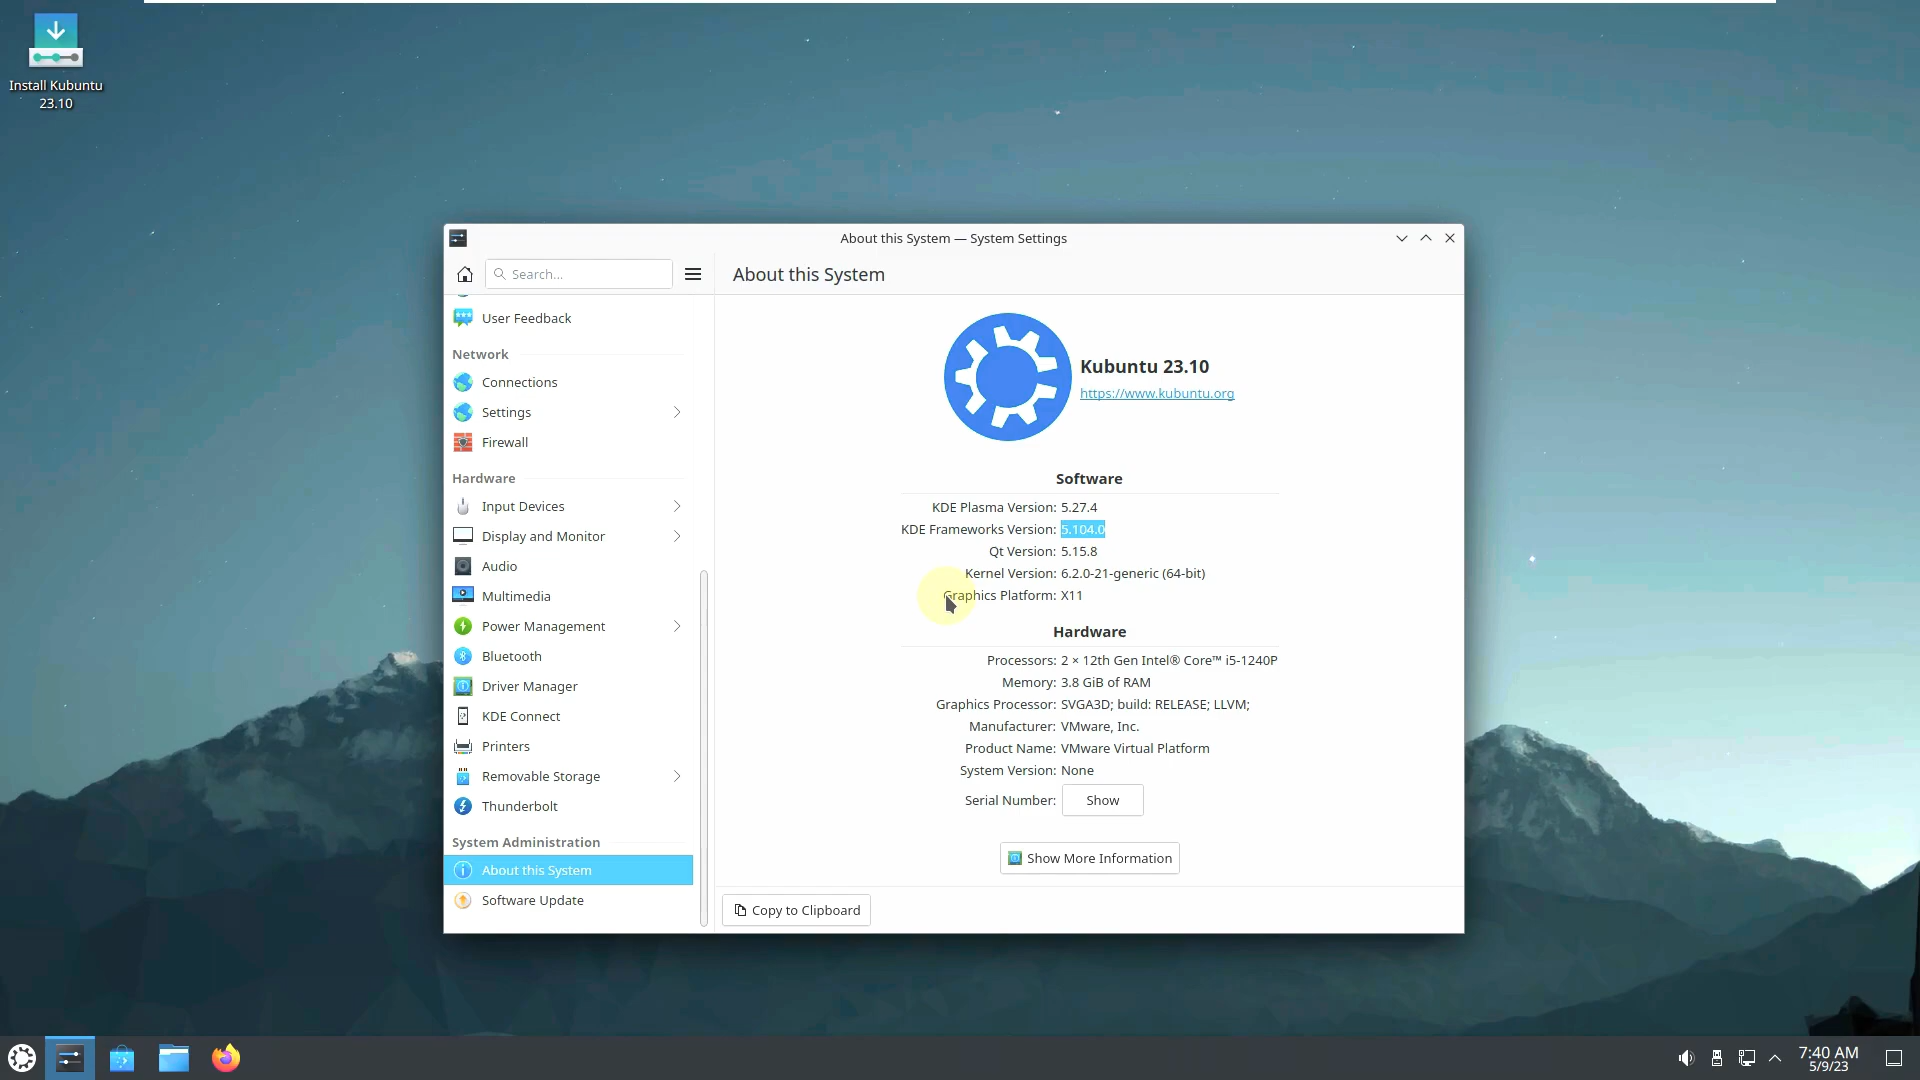 Install Kubuntu
23.10
About this System — System Settings
Search...
About this System
User Feedback
Network
Connections
Settings
Firewall
Hardware
Input Devices
Display and Monitor
Audio
Multimedia
Power Management
Bluetooth
Driver Manager
KDE Connect
Printers
Removable Storage
Thunderbolt
System Administration
About this System
Software Update
Kubuntu 23.10
https://www.kubuntu.org
Software
KDE Plasma Version: 5.27.4
KDE Frameworks Version: 5.104.0
Qt Version: 5.15.8
Kernel Version: 6.2.0-21-generic (64-bit)
Graphics Platform: X11
Hardware
Processors: 2 × 12th Gen Intel® Core™ i5-1240P
Memory: 3.8 GiB of RAM
Graphics Processor: SVGA3D; build: RELEASE; LLVM;
Manufacturer: VMware, Inc.
Product Name: VMware Virtual Platform
System Version: None
Serial Number: Show
Show More Information
Copy to Clipboard
7:40 AM
5/9/23